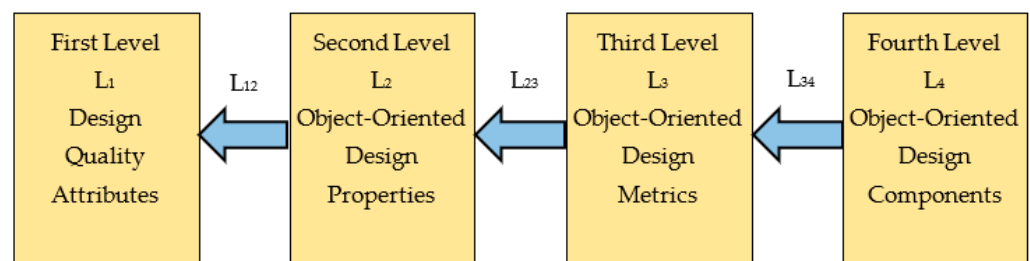 First Level
L₁
Design
Quality
Attributes
L₁₂
Second Level
L₂
Object-Oriented
Design
Properties
L₂₃
Third Level
L₃
Object-Oriented
Design
Metrics
L₃₄
Fourth Level
L₄
Object-Oriented
Design
Components